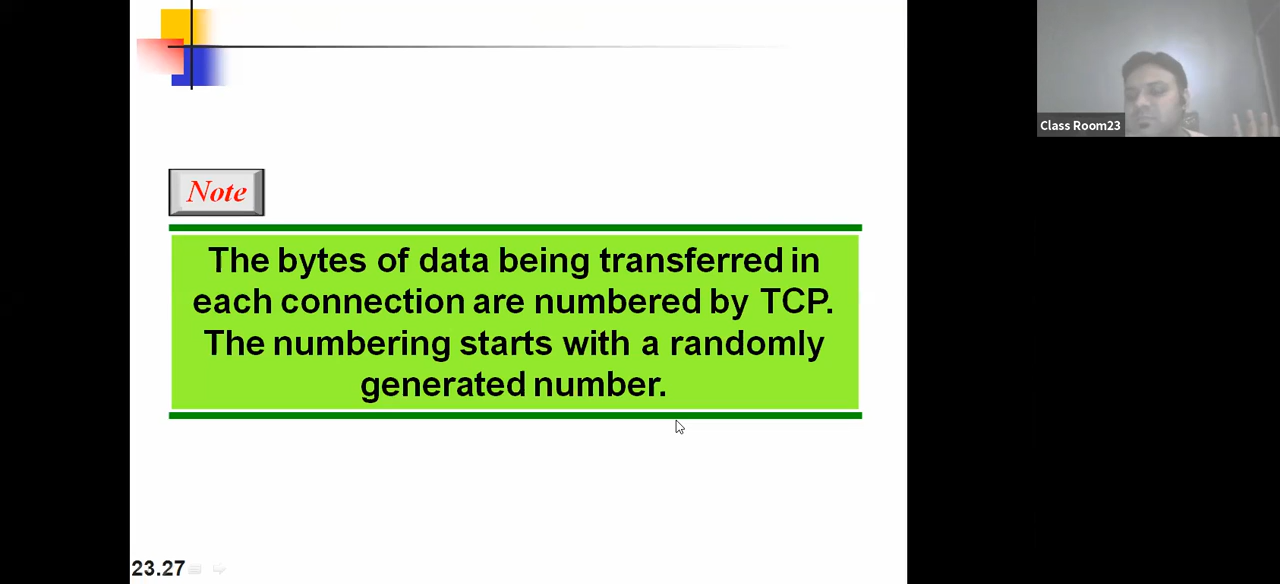 Class Room23
Note
The bytes of data being transferred in
each connection are numbered by TCP.
The numbering starts with a randomly
generated number.
23.27